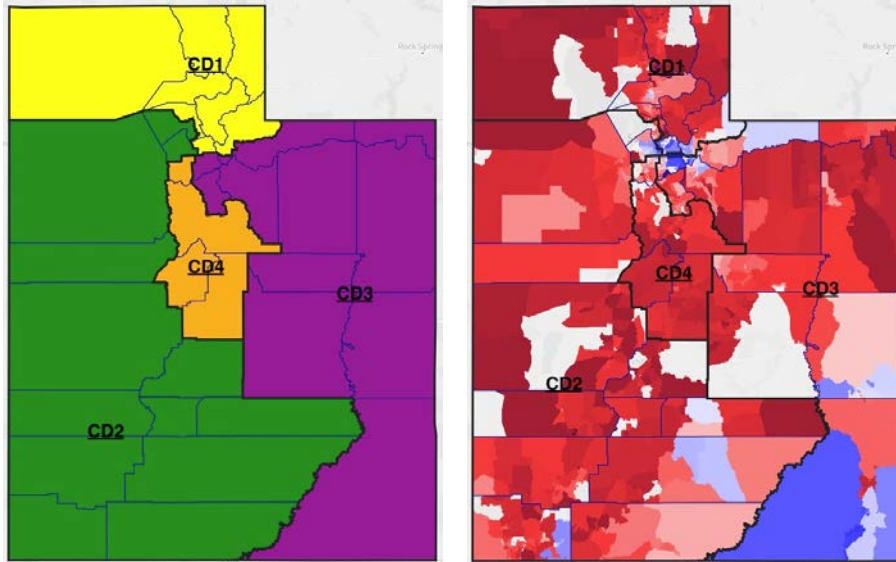 Rock Spring
CD1
CD4
CD3
CD2
Rock Spring
CD1
CD4
CD3
CD2